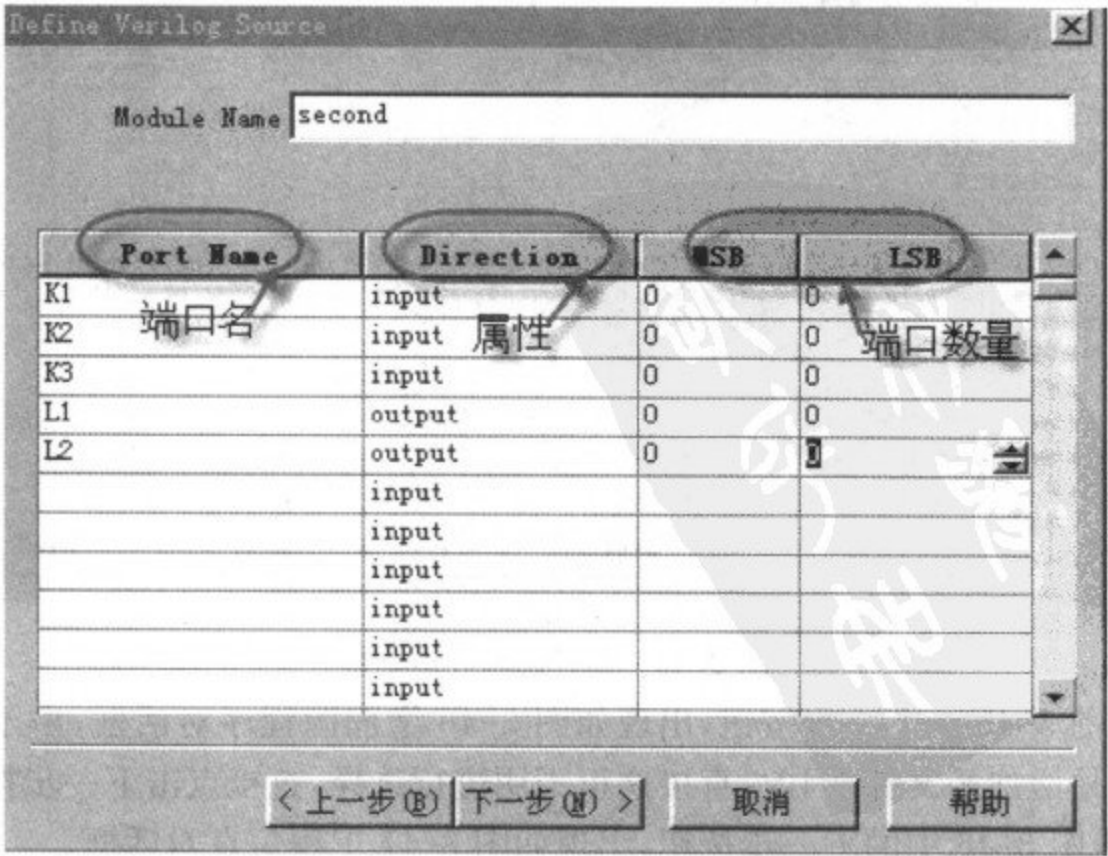 Define Verilog Source
Module Name second
Port Name Direction MSB LSB
K1 input 0 0
端口名 属性 端口数量
K2 input 0 0
K3 input 0 0
L1 output 0 0
L2 output 0 0
input
input
input
input
input
input
< 上一步(B) 下一步(N) > 取消 帮助